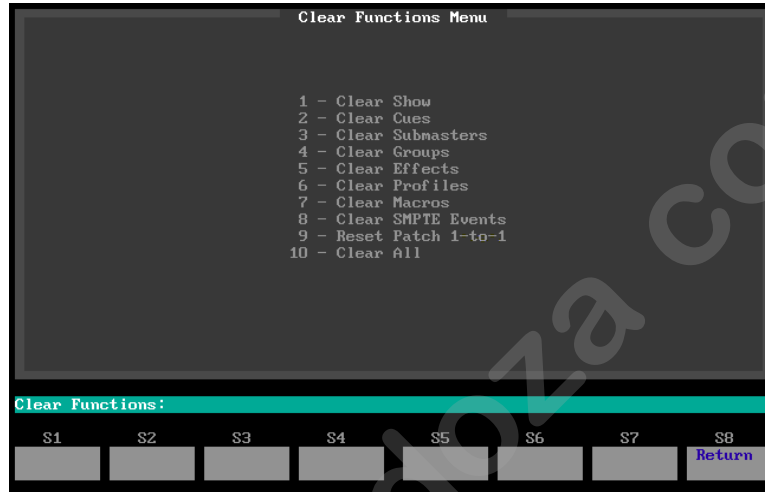 Clear Functions Menu
1 - Clear Show
2 - Clear Cues
3 - Clear Submasters
4 - Clear Groups
5 - Clear Effects
6 - Clear Profiles
7 - Clear Macros
8 - Clear SMPTE Events
9 - Reset Patch 1-to-1
10 - Clear All
Clear Functions:
S1 S2 S3 S4 S5 S6 S7 S8
Return
doza co